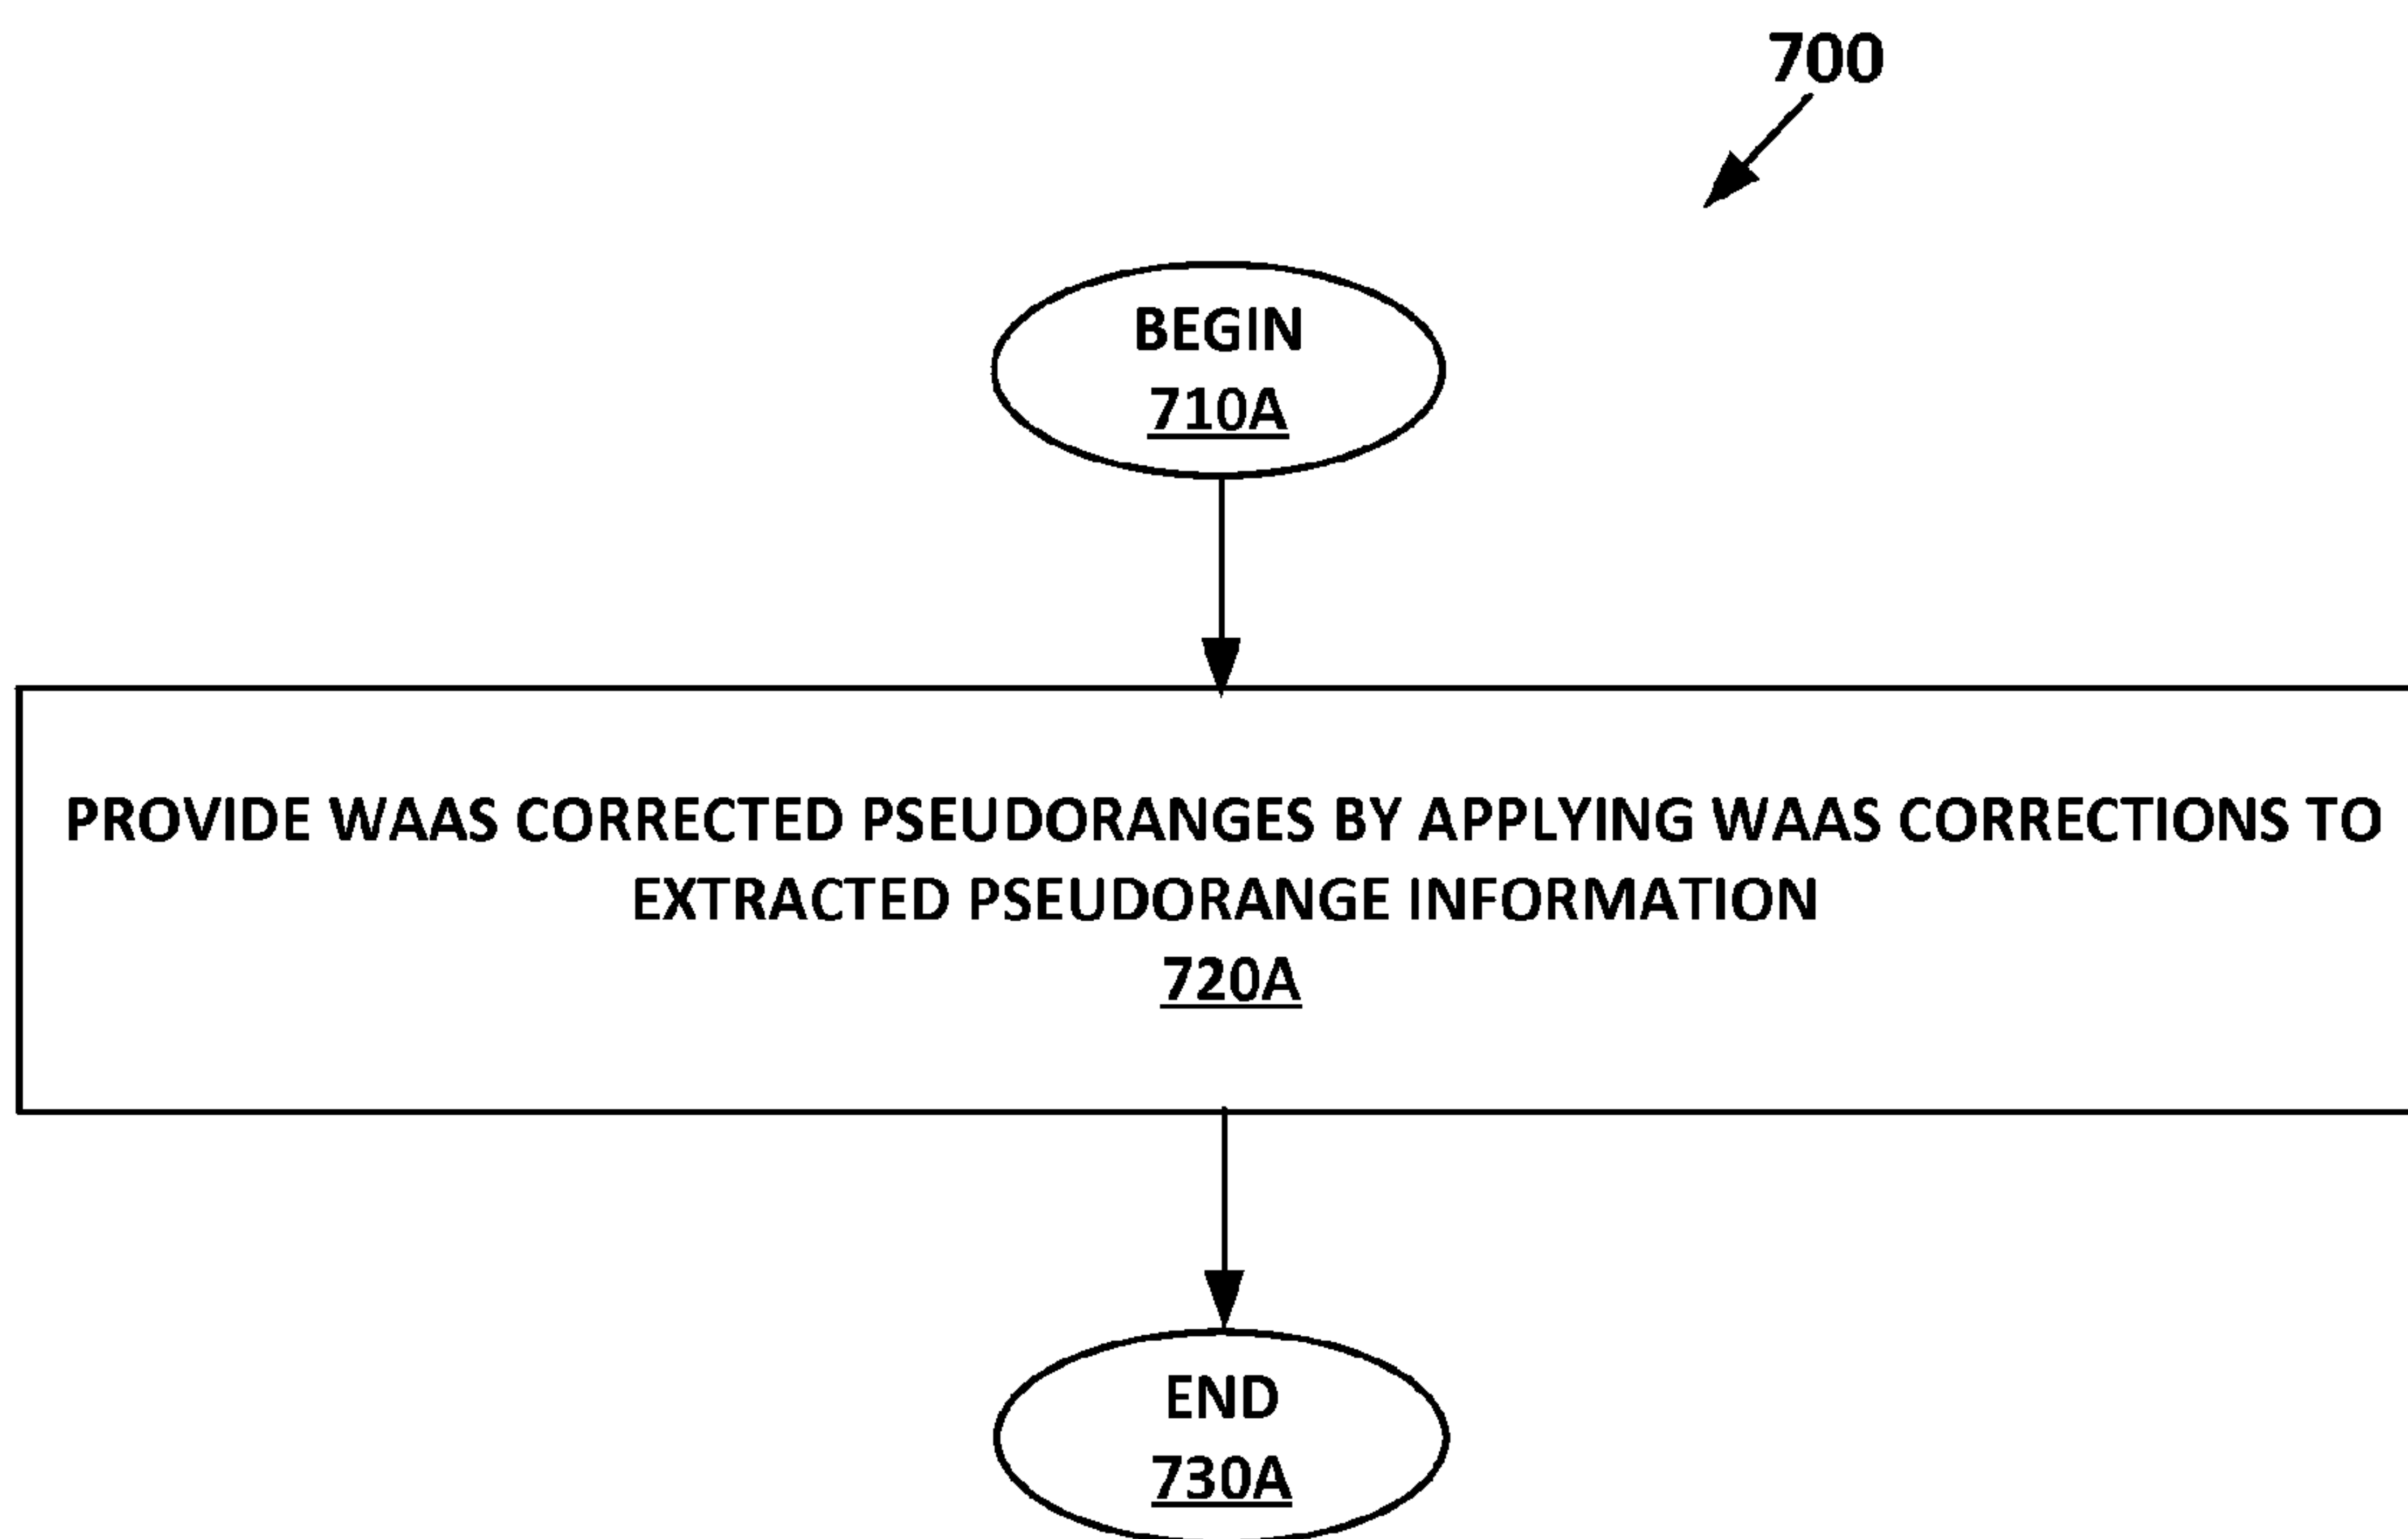 700
BEGIN
710A
PROVIDE WAAS CORRECTED PSEUDORANGES BY APPLYING WAAS CORRECTIONS TO
EXTRACTED PSEUDORANGE INFORMATION
720A
END
730A